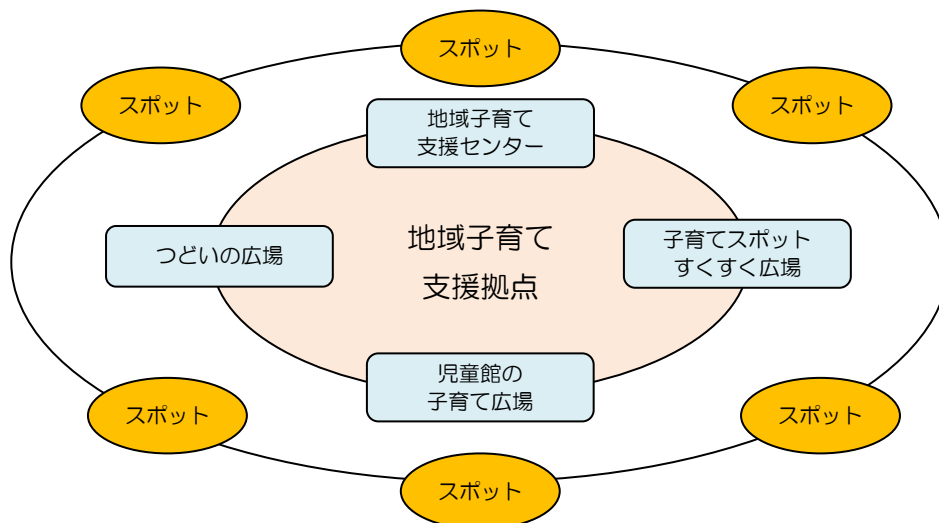 スポット
スポット
スポット
地域子育て
支援センター
つどいの広場
地域子育て
支援拠点
子育てスポット
すくすく広場
児童館の
子育て広場
スポット
スポット
スポット